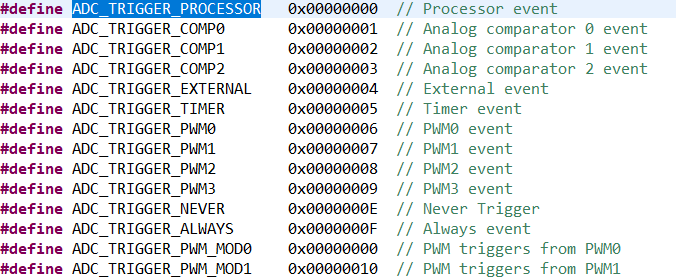 #define ADC_TRIGGER_PROCESSOR 0x00000000 // Processor event
#define ADC_TRIGGER_COMP0 0x00000001 // Analog comparator 0 event
#define ADC_TRIGGER_COMP1 0x00000002 // Analog comparator 1 event
#define ADC_TRIGGER_COMP2 0x00000003 // Analog comparator 2 event
#define ADC_TRIGGER_EXTERNAL 0x00000004 // External event
#define ADC_TRIGGER_TIMER 0x00000005 // Timer event
#define ADC_TRIGGER_PWM0 0x00000006 // PWM0 event
#define ADC_TRIGGER_PWM1 0x00000007 // PWM1 event
#define ADC_TRIGGER_PWM2 0x00000008 // PWM2 event
#define ADC_TRIGGER_PWM3 0x00000009 // PWM3 event
#define ADC_TRIGGER_NEVER 0x0000000E // Never Trigger
#define ADC_TRIGGER_ALWAYS 0x0000000F // Always event
#define ADC_TRIGGER_PWM_MOD0 0x00000000 // PWM triggers from PWM0
#define ADC_TRIGGER_PWM_MOD1 0x00000010 // PWM triggers from PWM1